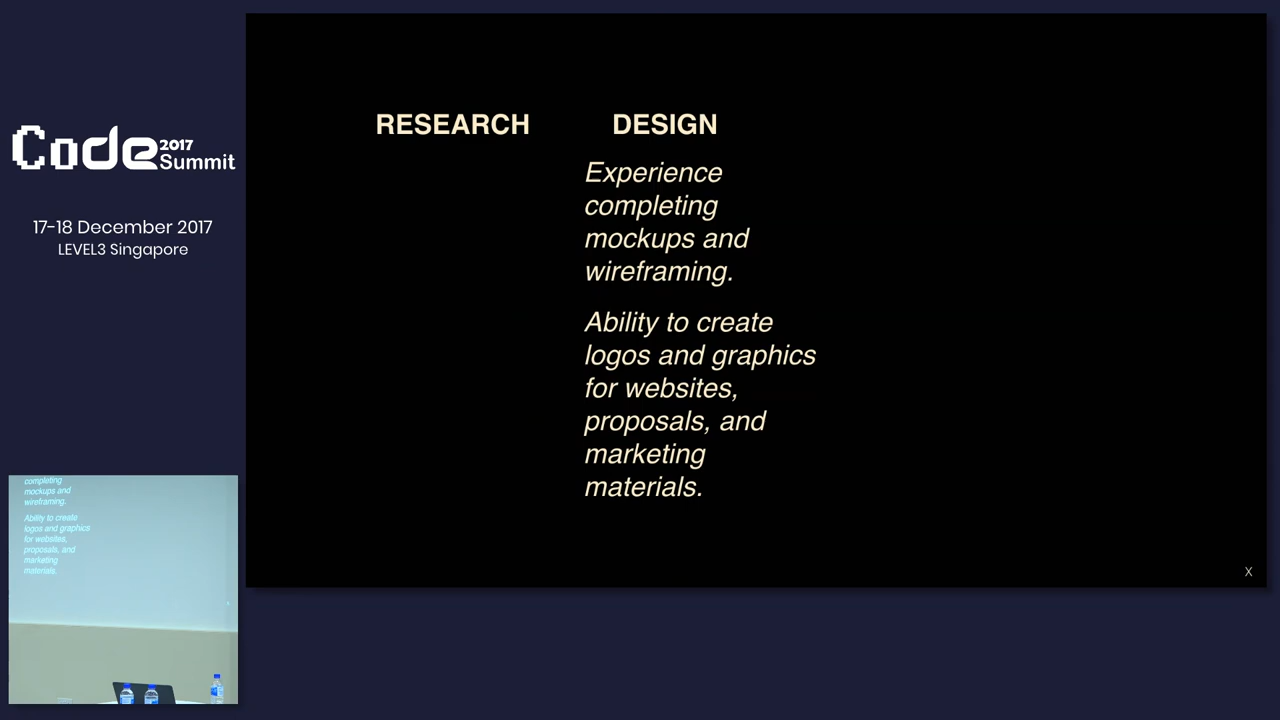 Code 2017 Summit
17-18 December 2017
LEVEL3 Singapore
RESEARCH DESIGN
Experience
completing
mockups and
wireframing.
Ability to create
logos and graphics
for websites,
proposals, and
marketing
materials.
X
completing
mockups and
wireframing.
Ability to create
logos and graphics
for websites,
proposals, and
marketing
materials.